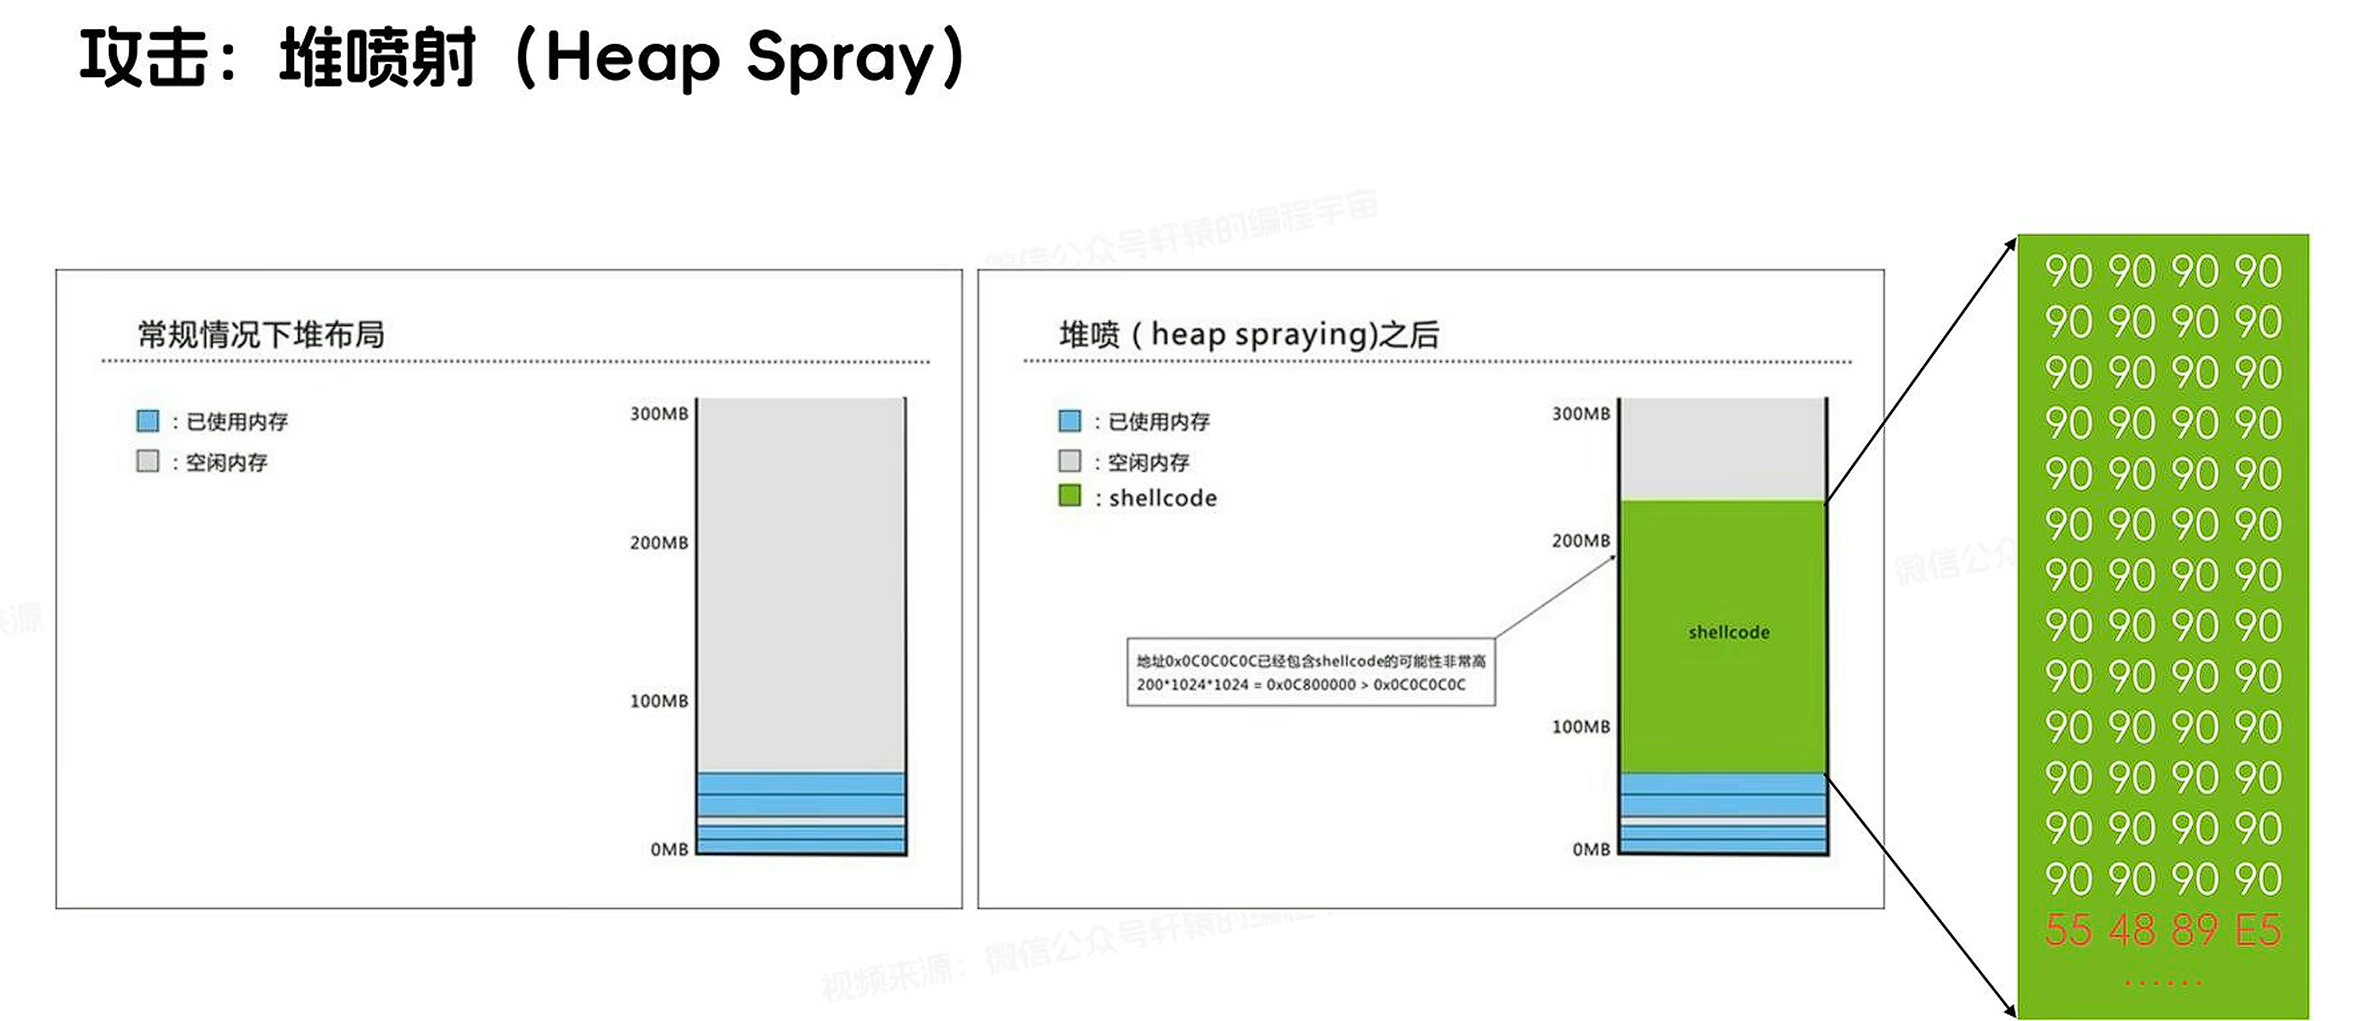 攻击：堆喷射（Heap Spray）
微信公众号轩辕的编程宇宙
常规情况下堆布局
：已使用内存
：空闲内存
300MB
200MB
100MB
0MB
堆喷 ( heap spraying)之后
：已使用内存
：空闲内存
：shellcode
300MB
200MB
100MB
0MB
shellcode
地址0x0C0C0C0C已经包含shellcode的可能性非常高
200*1024*1024 = 0x0C800000 > 0x0C0C0C0C
90 90 90 90
90 90 90 90
90 90 90 90
90 90 90 90
90 90 90 90
90 90 90 90
90 90 90 90
90 90 90 90
90 90 90 90
90 90 90 90
90 90 90 90
90 90 90 90
90 90 90 90
55 48 89 E5
······
来源
微信公众
视频来源：微信公众号轩辕的编程